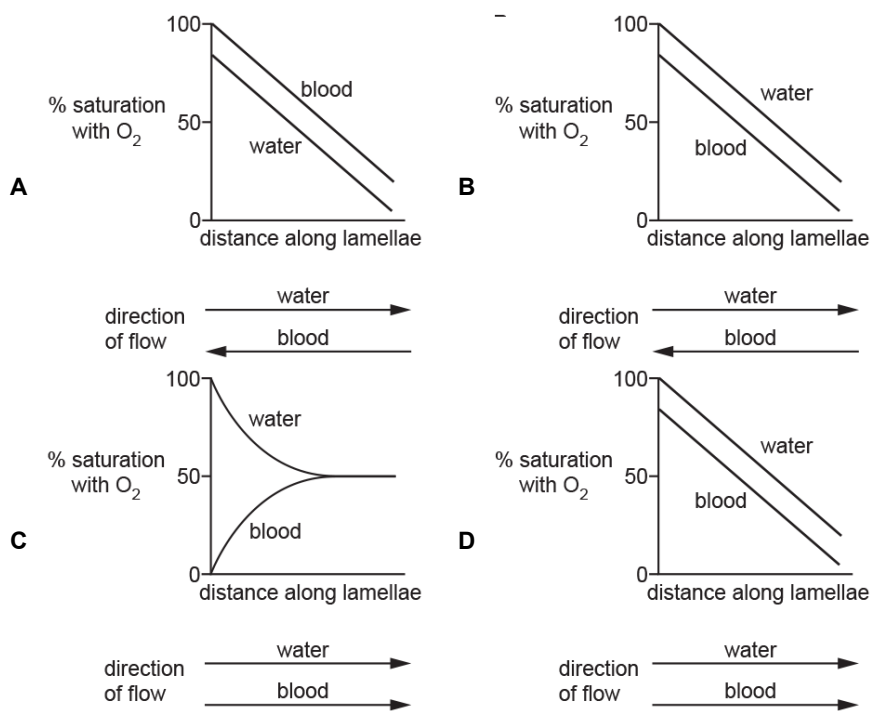 A
100
50
0
% saturation
with O2
blood
water
distance along lamellae
direction
of flow
water
blood
B
100
50
0
% saturation
with O2
water
blood
distance along lamellae
direction
of flow
water
blood
C
100
50
0
% saturation
with O2
water
blood
distance along lamellae
direction
of flow
water
blood
D
100
50
0
% saturation
with O2
water
blood
distance along lamellae
direction
of flow
water
blood